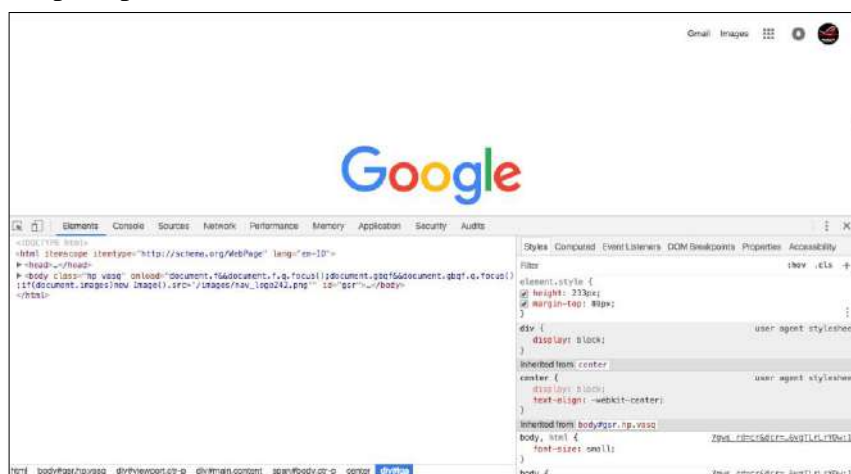 Gmail Images
Google
Elements Console Sources Network Performance Memory Application Security Audits
<!DOCTYPE html>
<html itemscope itemtype="http://schema.org/WebPage" lang="en-ID">
<head>…</head>
<body class="hp vasq" onload="document.f&&document.f.q.focus();document.gbqf&&document.gbqf.q.focus()
;if(document.images)new Image().src='/images/nav_logo242.png'" id="gsr">…</body>
</html>
html body#gsr.hp.vasq div#viewport.ctr-p div#main.content span#body.ctr-p center div#lga
Styles Computed Event Listeners DOM Breakpoints Properties Accessibility
Filter :hov .cls +
element.style {
height: 233px;
margin-top: 89px;
}
div { user agent styleshee
display: block;
}
Inherited from center
center { user agent styleshee
display: block;
text-align: -webkit-center;
}
Inherited from body#gsr.hp.vasq
body, html {
font-size: small;
}
body {